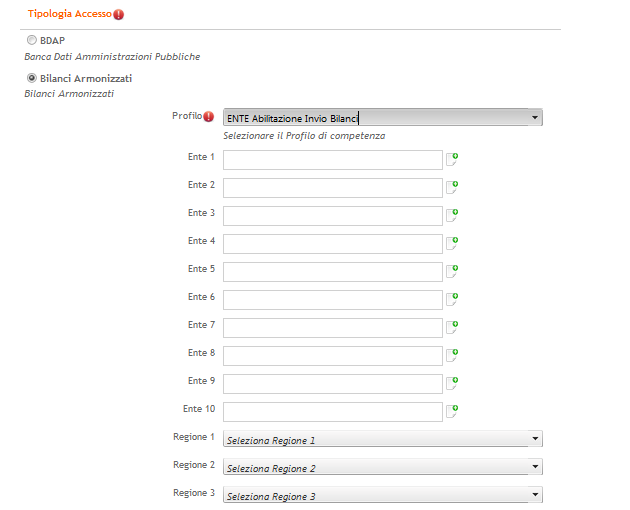 Tipologia Accesso
BDAP
Banca Dati Amministrazioni Pubbliche
Bilanci Armonizzati
Bilanci Armonizzati
Profilo ENTE Abilitazione Invio Bilanci
Selezionare il Profilo di competenza
Ente 1
Ente 2
Ente 3
Ente 4
Ente 5
Ente 6
Ente 7
Ente 8
Ente 9
Ente 10
Regione 1 Seleziona Regione 1
Regione 2 Seleziona Regione 2
Regione 3 Seleziona Regione 3